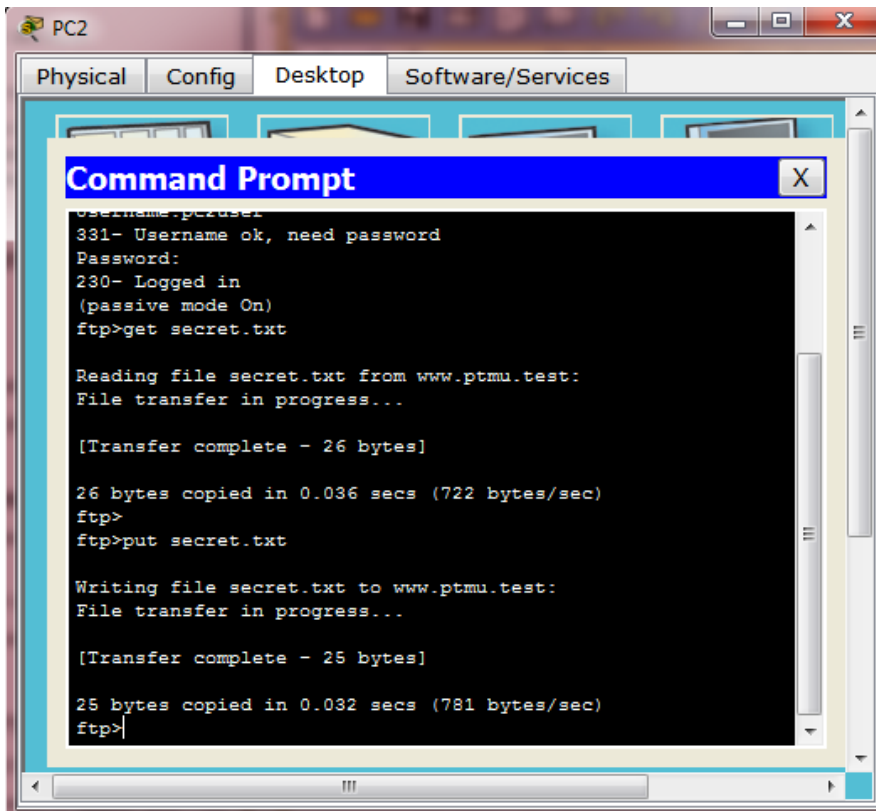 PC2
Physical Config Desktop Software/Services
Command Prompt
X
Username:pc2user
331- Username ok, need password
Password:
230- Logged in
(passive mode On)
ftp>get secret.txt
Reading file secret.txt from www.ptmu.test:
File transfer in progress...
[Transfer complete - 26 bytes]
26 bytes copied in 0.036 secs (722 bytes/sec)
ftp>
ftp>put secret.txt
Writing file secret.txt to www.ptmu.test:
File transfer in progress...
[Transfer complete - 25 bytes]
25 bytes copied in 0.032 secs (781 bytes/sec)
ftp>